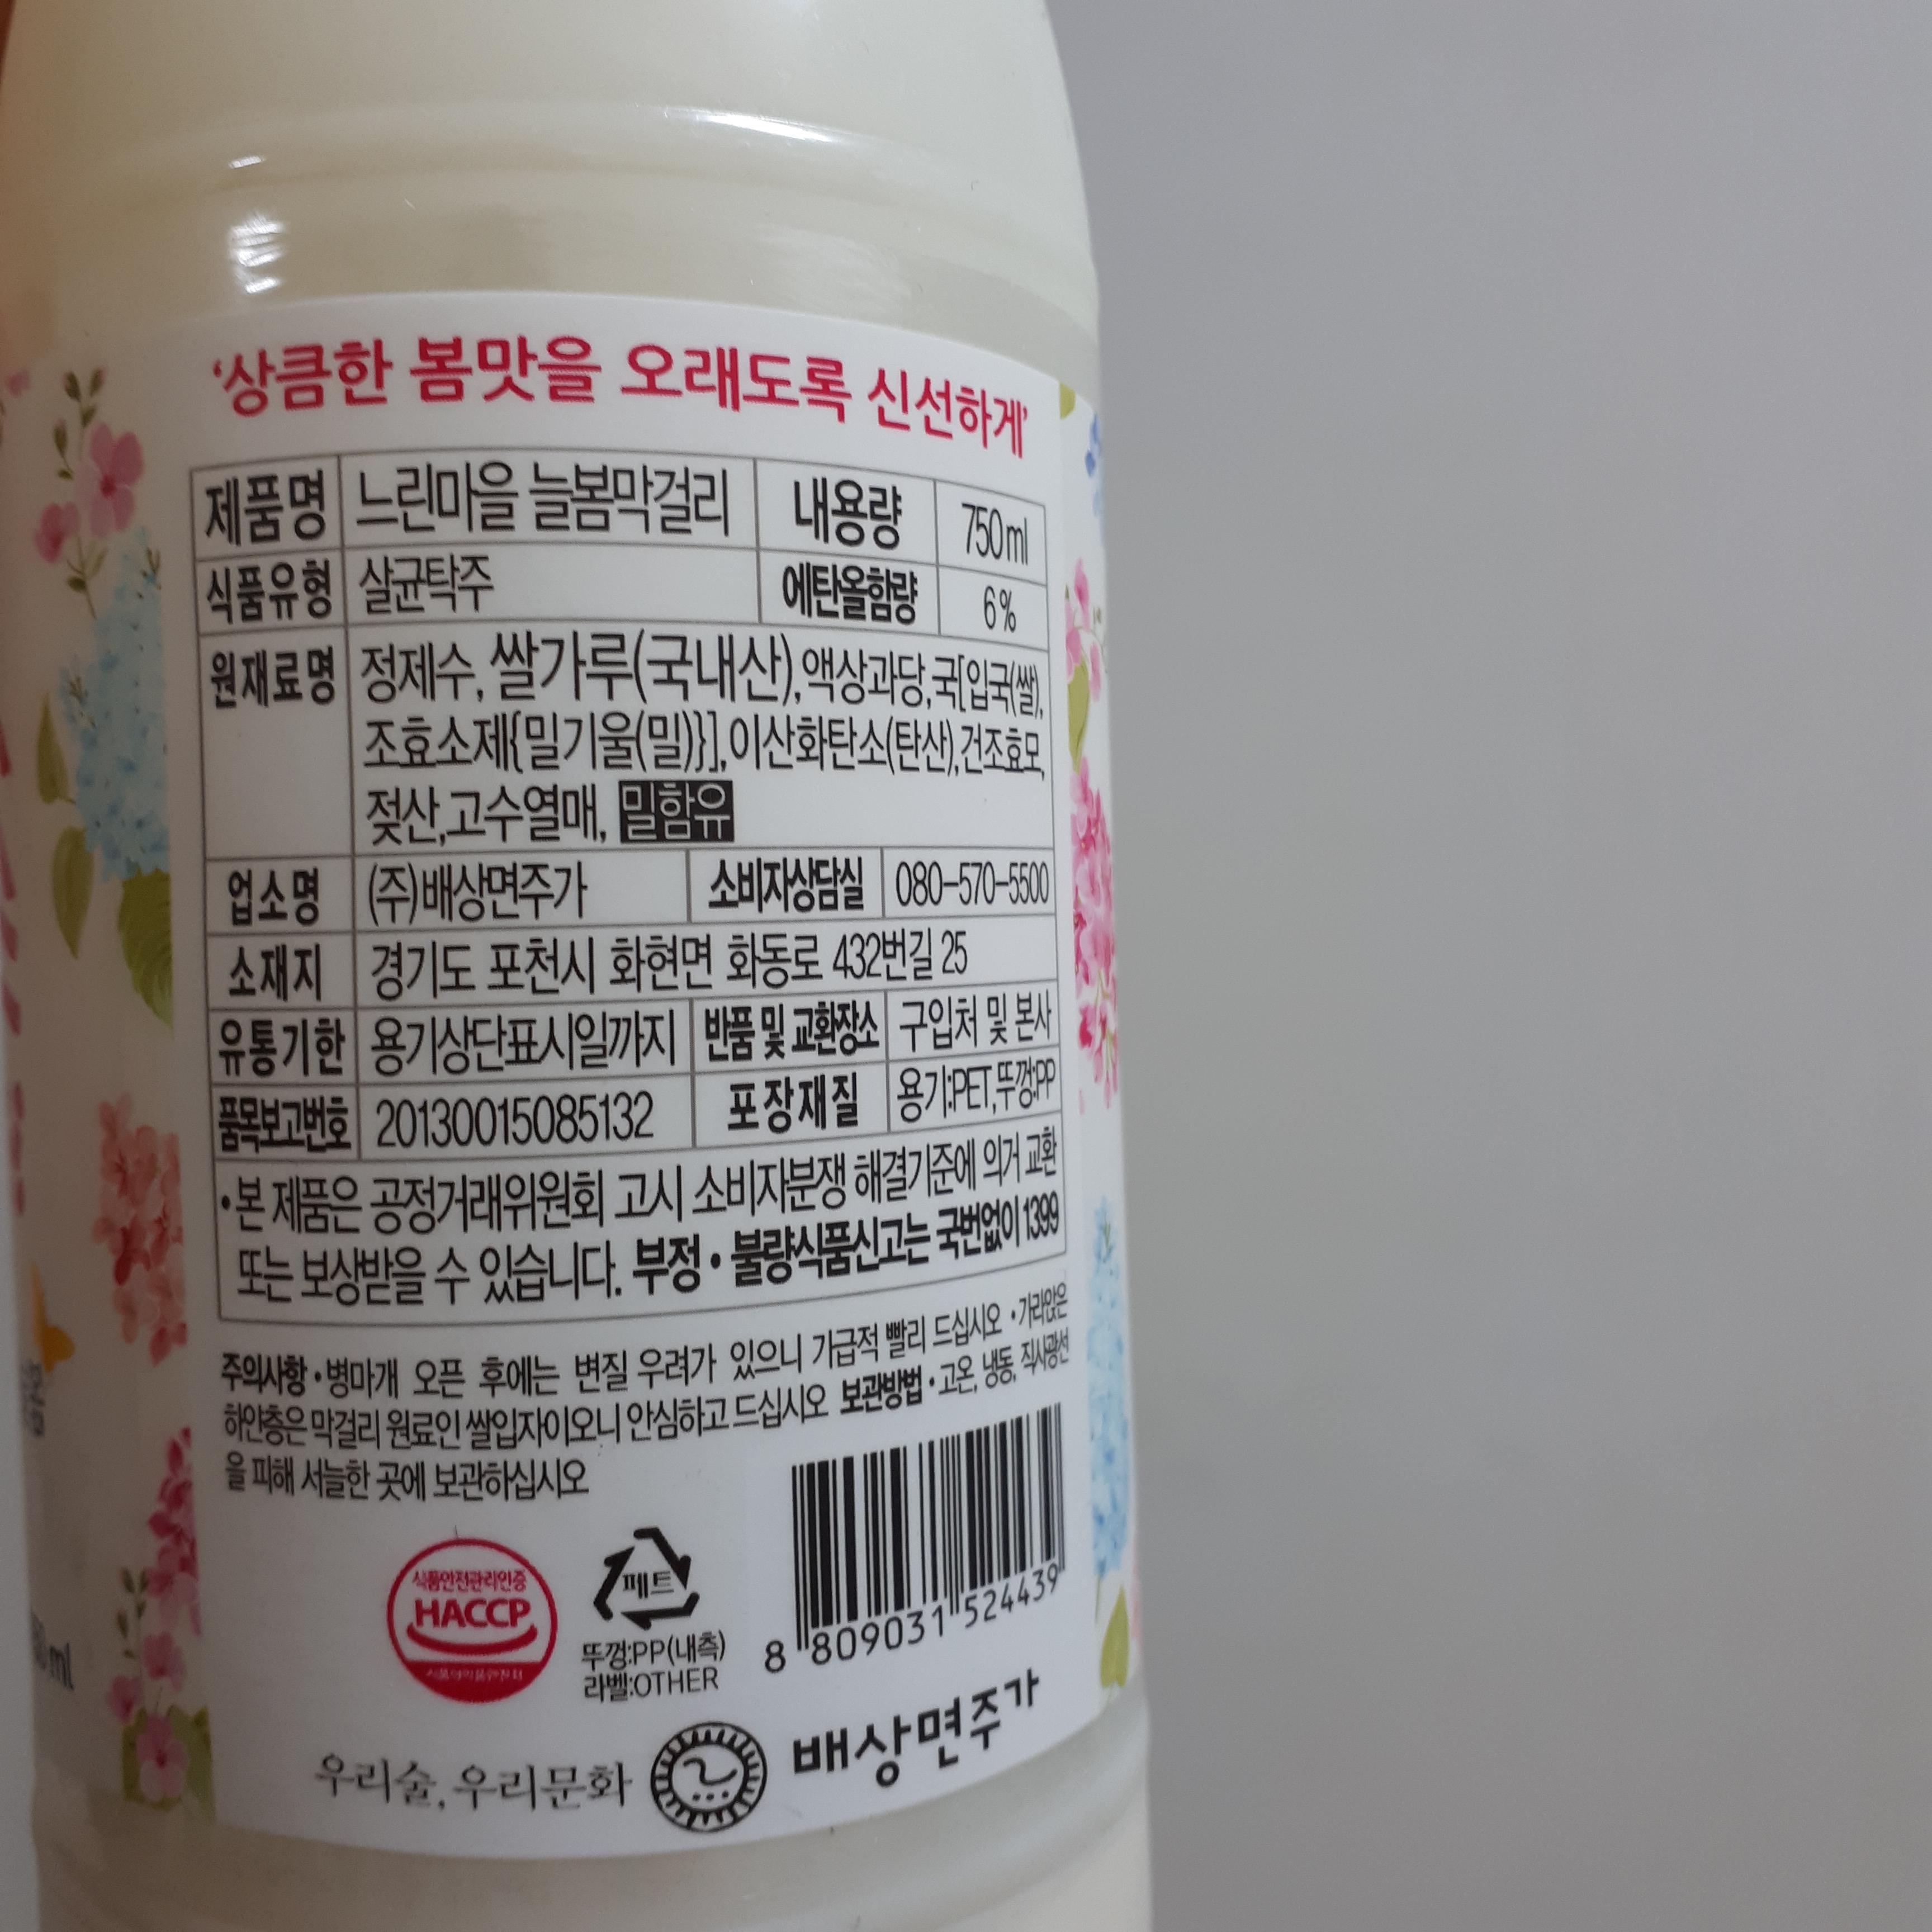 ‘상큼한 봄맛을 오래도록 신선하게’
제품명 느린마을 늘봄막걸리 내용량 750ml
식품유형 살균탁주 에탄올함량 6%
원재료명 정제수, 쌀가루(국내산), 액상과당, 국[입국(쌀),
조효소제{밀기울(밀)}], 이산화탄소(탄산), 건조효모,
젖산, 고수열매, 밀함유
업소명 (주)배상면주가 소비자상담실 080-570-5500
소재지 경기도 포천시 화현면 화동로 432번길 25
유통기한 용기상단표시일까지 반품 및 교환장소 구입처 및 본사
품목보고번호 20130015085132 포장재질 용기:PET, 뚜껑:PP
• 본 제품은 공정거래위원회 고시 소비자분쟁 해결기준에 의거 교환
또는 보상받을 수 있습니다. 부정•불량식품신고는 국번없이 1399
주의사항 • 병마개 오픈 후에는 변질 우려가 있으니 가급적 빨리 드십시오 • 가라앉은
하얀층은 막걸리 원료인 쌀입자이오니 안심하고 드십시오 보관방법 • 고온, 냉동, 직사광선
을 피해 서늘한 곳에 보관하십시오
식품안전관리인증
HACCP
페트
뚜껑:PP(내측)
라벨:OTHER
8 809031 524439
우리술, 우리문화 배상면주가